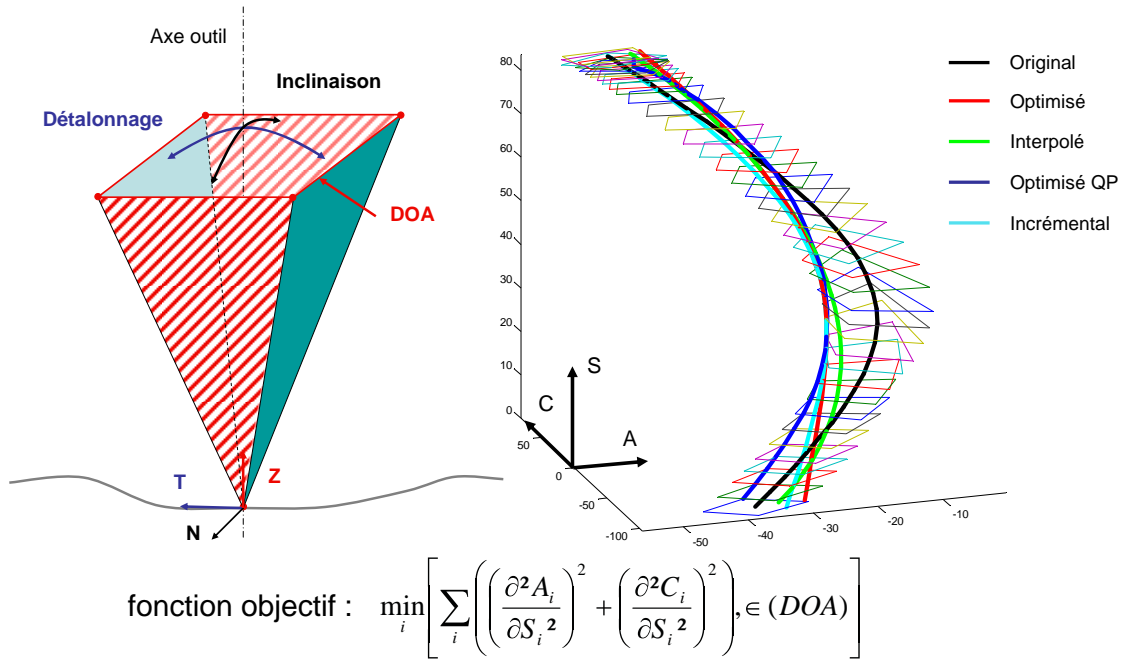 Axe outil
Inclinaison
Détalonnage
DOA
Z
T
N
80
70
60
50
40
30
20
10
0
50
0
-50
-100
-50
-40
-30
-20
-10
S
C
A
Original
Optimisé
Interpolé
Optimisé QP
Incrémental
fonction objectif : min_i [ ∑_i ( (∂²A_i / ∂S_i²)² + (∂²C_i / ∂S_i²)² ), ∈ (DOA) ]